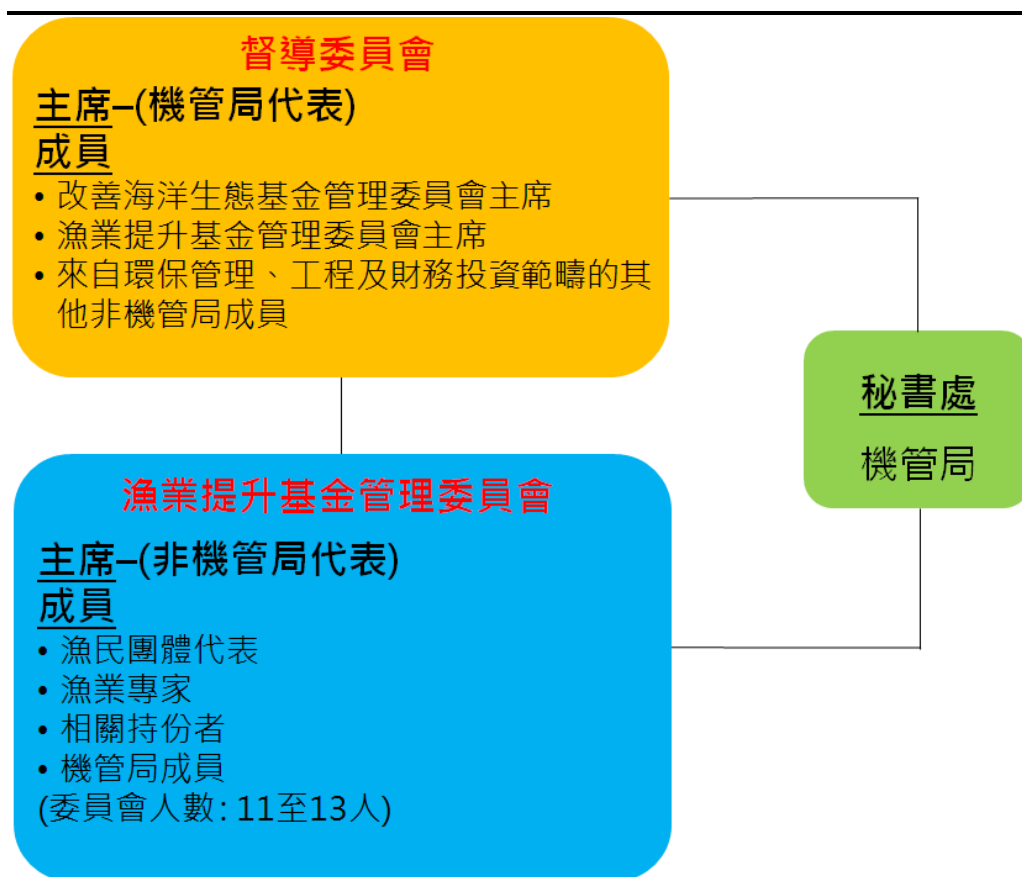 督導委員會
主席–(機管局代表)
成員
• 改善海洋生態基金管理委員會主席
• 漁業提升基金管理委員會主席
• 來自環保管理、工程及財務投資範疇的其
他非機管局成員
秘書處
機管局
漁業提升基金管理委員會
主席–(非機管局代表)
成員
• 漁民團體代表
• 漁業專家
• 相關持份者
• 機管局成員
(委員會人數: 11至13人)